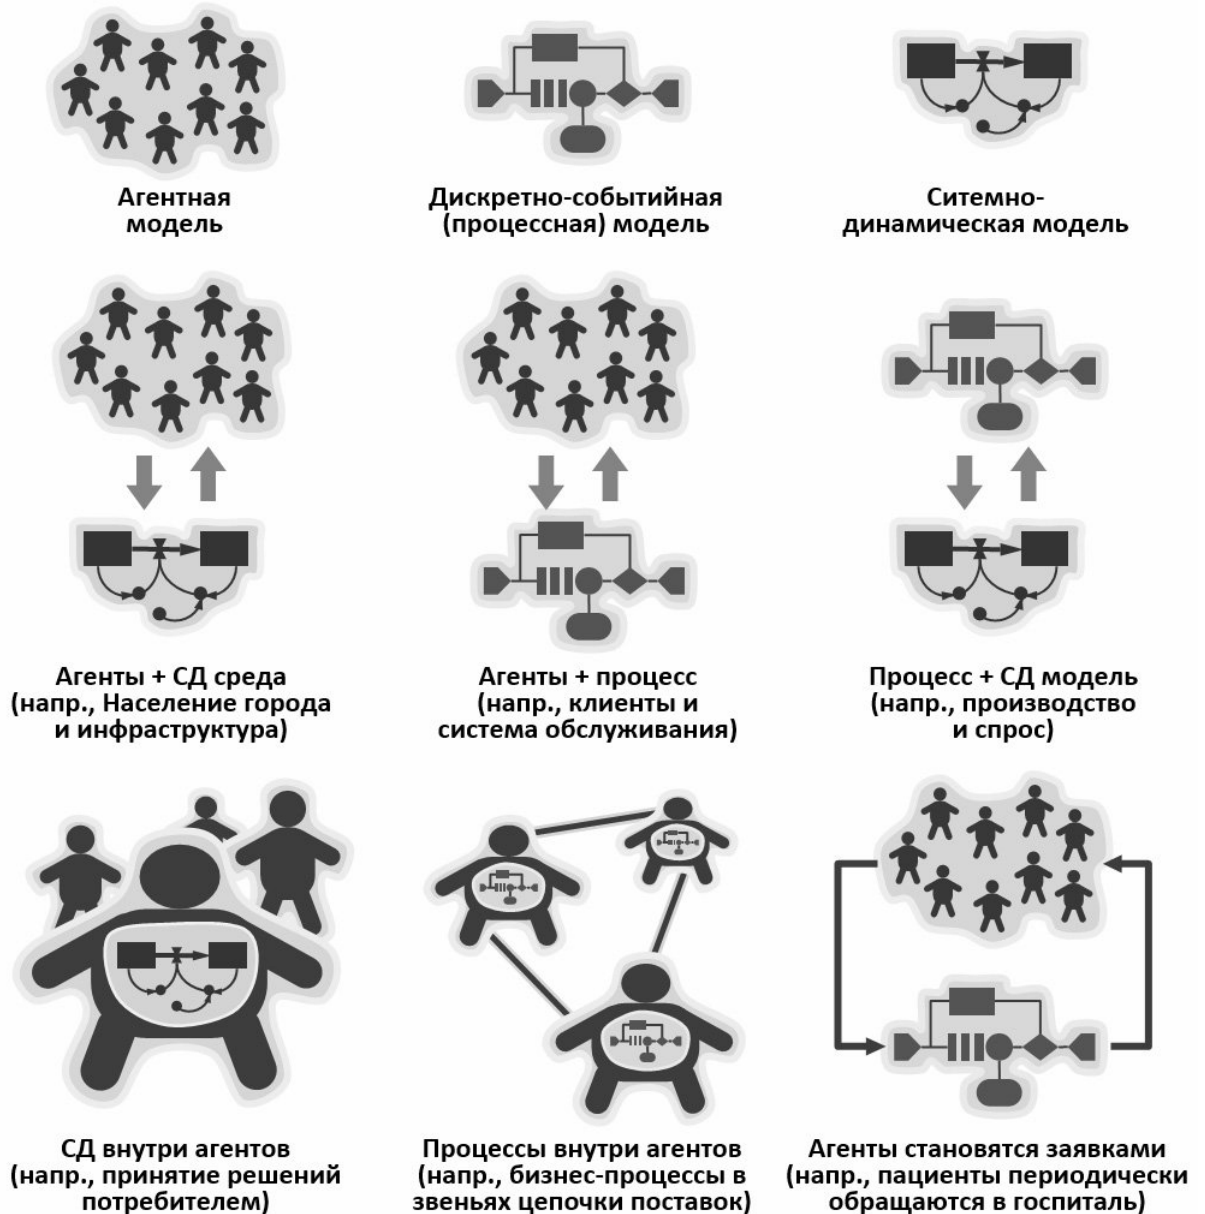 Агентная
модель
Дискретно-событийная
(процессная) модель
Ситемно-
динамическая модель
Агенты + СД среда
(напр., Население города
и инфраструктура)
Агенты + процесс
(напр., клиенты и
система обслуживания)
Процесс + СД модель
(напр., производство
и спрос)
СД внутри агентов
(напр., принятие решений
потребителем)
Процессы внутри агентов
(напр., бизнес-процессы в
звеньях цепочки поставок)
Агенты становятся заявками
(напр., пациенты периодически
обращаются в госпиталь)